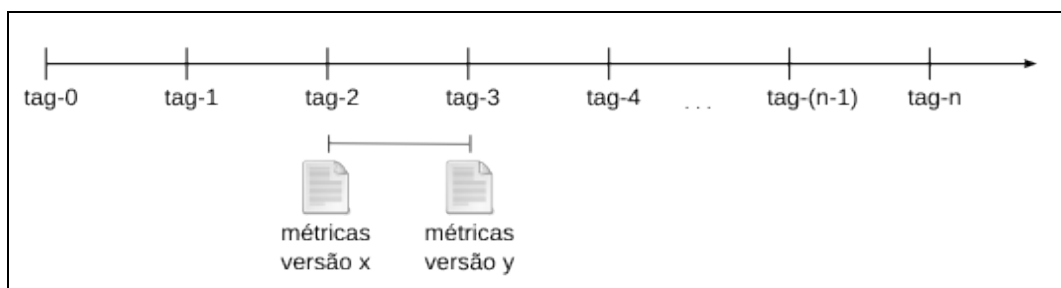 tag-0 tag-1 tag-2 tag-3 tag-4 ... tag-(n-1) tag-n
métricas métricas
versão x versão y